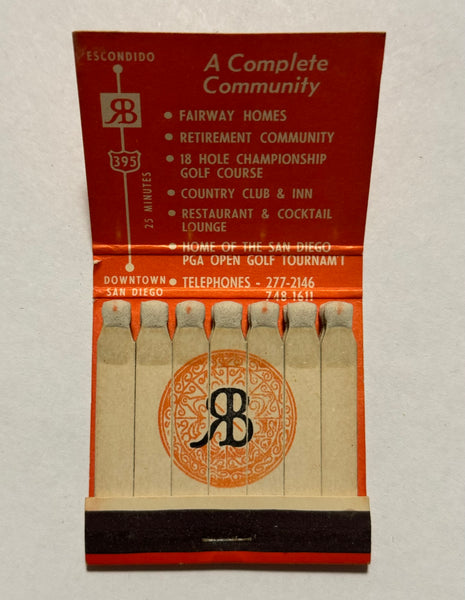 ESCONDIDO
RB
395
25 MINUTES
DOWNTOWN
SAN DIEGO
A Complete
Community
• FAIRWAY HOMES
• RETIREMENT COMMUNITY
• 18 HOLE CHAMPIONSHIP
GOLF COURSE
• COUNTRY CLUB & INN
• RESTAURANT & COCKTAIL
LOUNGE
• HOME OF THE SAN DIEGO
PGA OPEN GOLF TOURNAMT
• TELEPHONES - 277-2146
748 1611
RB